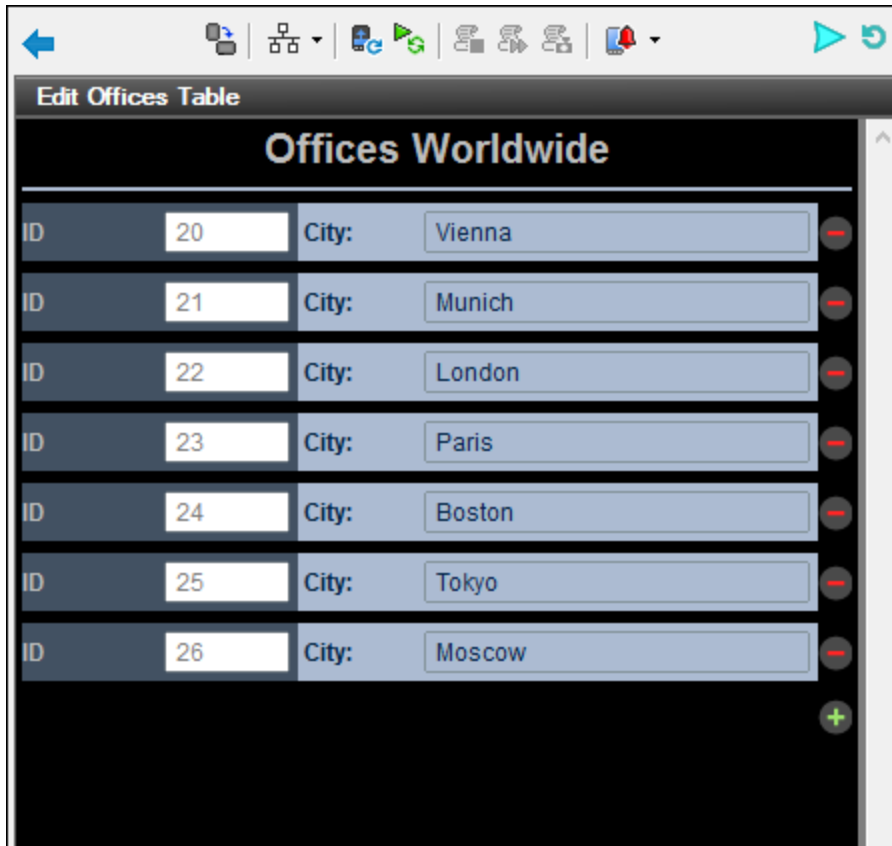 Edit Offices Table
Offices Worldwide
ID 20 City: Vienna
ID 21 City: Munich
ID 22 City: London
ID 23 City: Paris
ID 24 City: Boston
ID 25 City: Tokyo
ID 26 City: Moscow